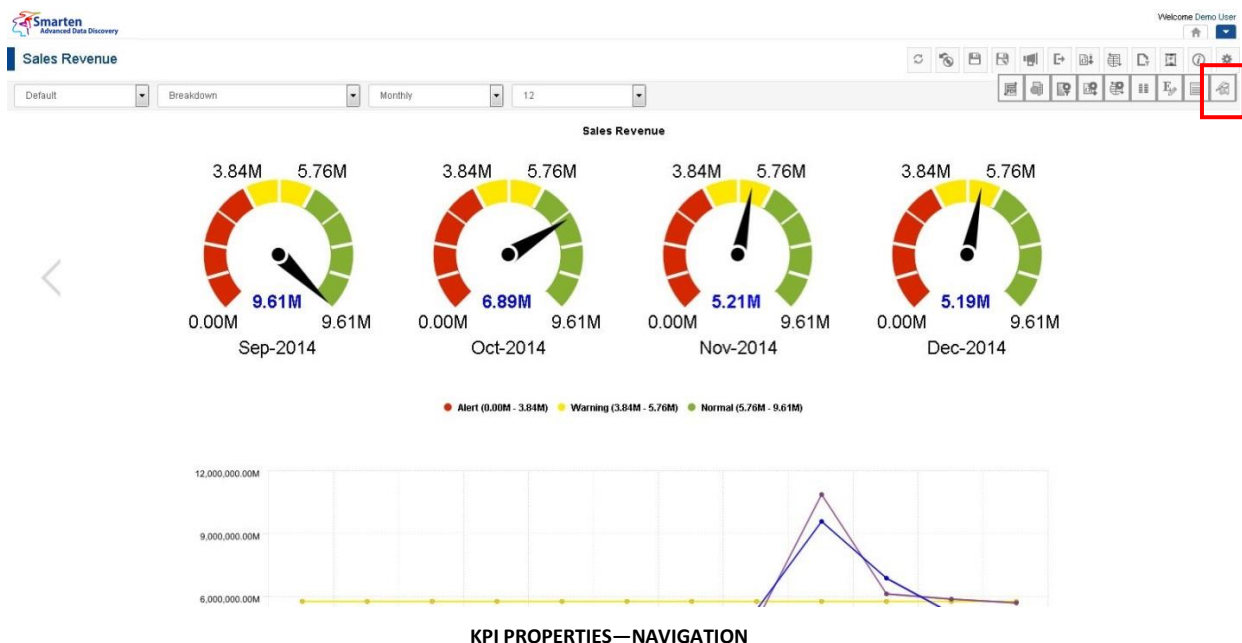 Smarten
Advanced Data Discovery
Welcome Demo User
Sales Revenue
Default Breakdown Monthly 12
Sales Revenue
3.84M 5.76M 3.84M 5.76M 3.84M 5.76M 3.84M 5.76M
9.61M 6.89M 5.21M 5.19M
0.00M 9.61M 0.00M 9.61M 0.00M 9.61M 0.00M 9.61M
Sep-2014 Oct-2014 Nov-2014 Dec-2014
Alert (0.00M - 3.84M) Warning (3.84M - 5.76M) Normal (5.76M - 9.61M)
12,000,000.00M
9,000,000.00M
6,000,000.00M
KPI PROPERTIES—NAVIGATION